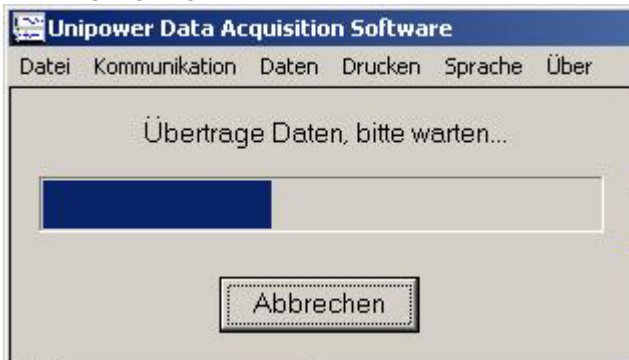 Unipower Data Acquisition Software
Datei Kommunikation Daten Drucken Sprache Über
Übertrage Daten, bitte warten...
Abbrechen